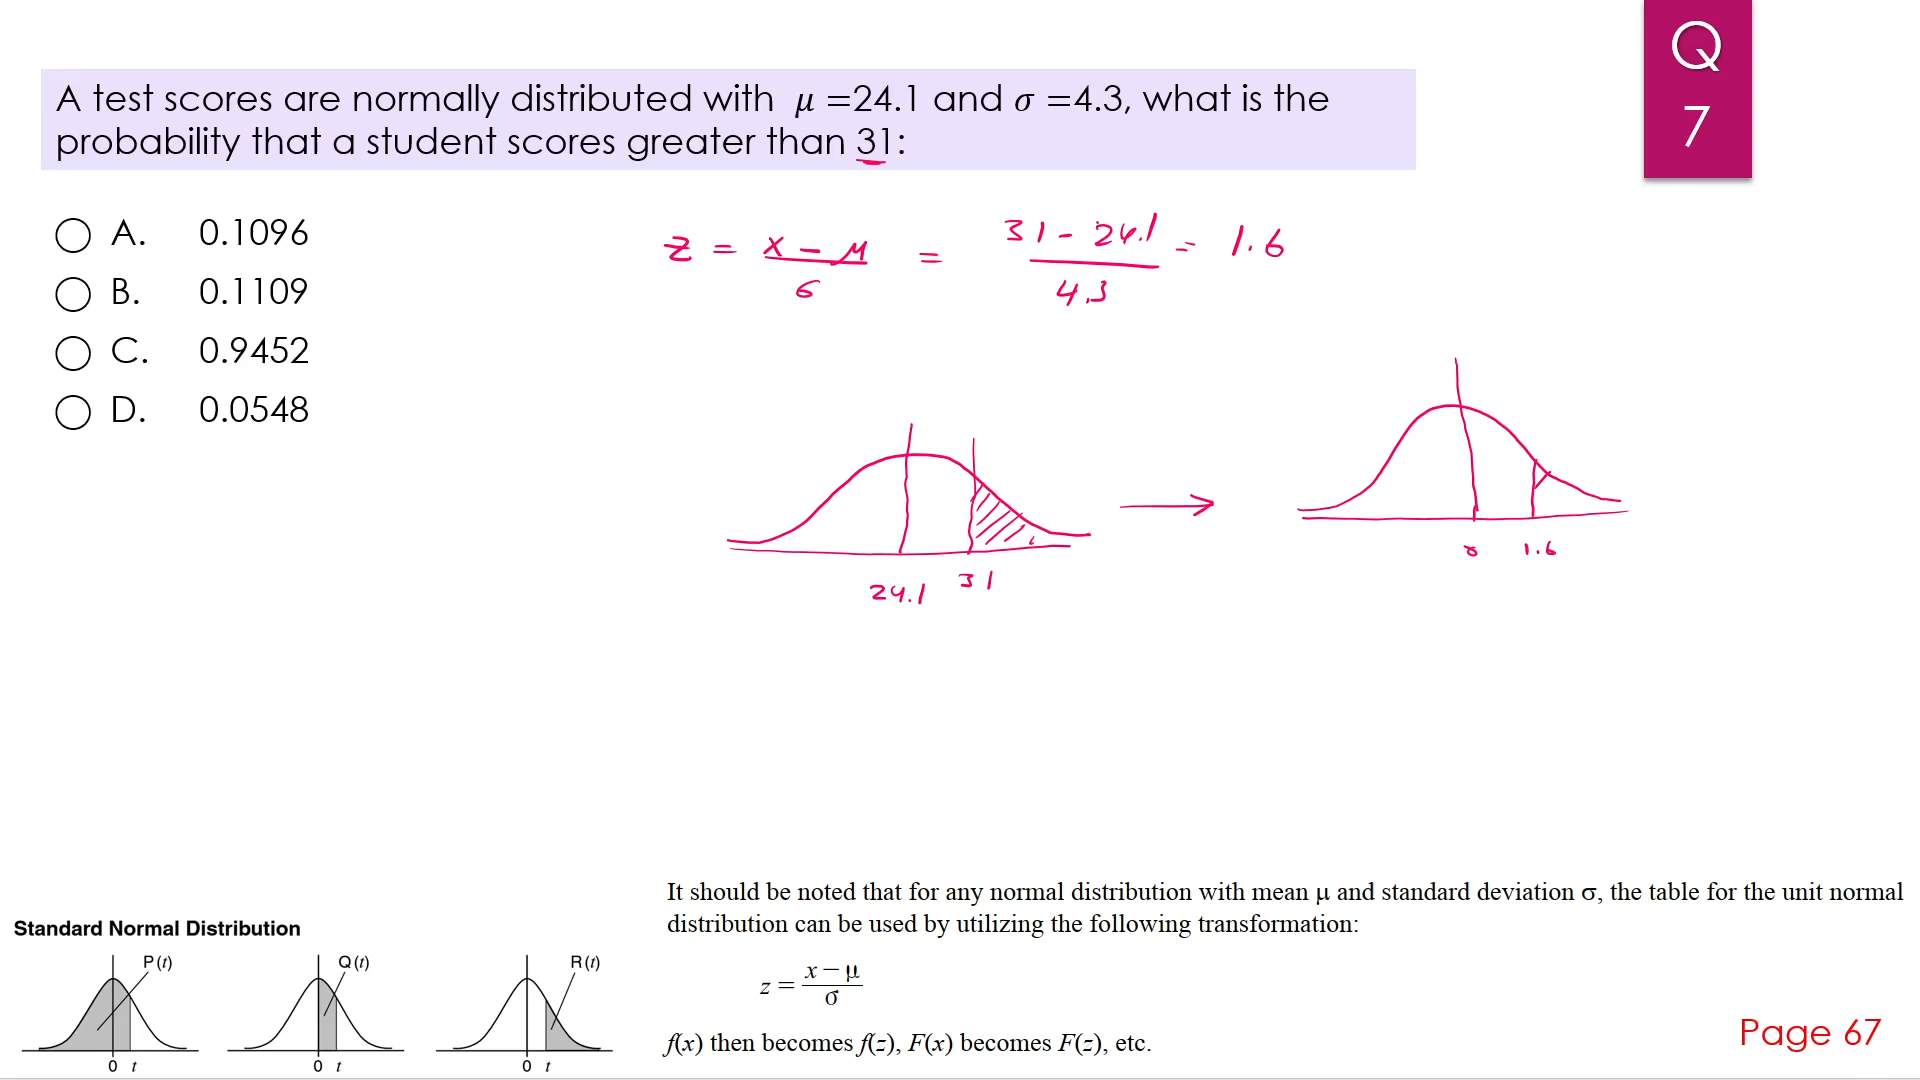 Q
7
A test scores are normally distributed with μ =24.1 and σ =4.3, what is the
probability that a student scores greater than 31:
A. 0.1096
B. 0.1109
C. 0.9452
D. 0.0548
z = x - μ / σ = 31 - 24.1 / 4.3 = 1.6
24.1 31
0 1.6
It should be noted that for any normal distribution with mean μ and standard deviation σ, the table for the unit normal
distribution can be used by utilizing the following transformation:
z = x − μ / σ
f(x) then becomes f(z), F(x) becomes F(z), etc.
Standard Normal Distribution
P(t) Q(t) R(t)
0 t 0 t 0 t
Page 67